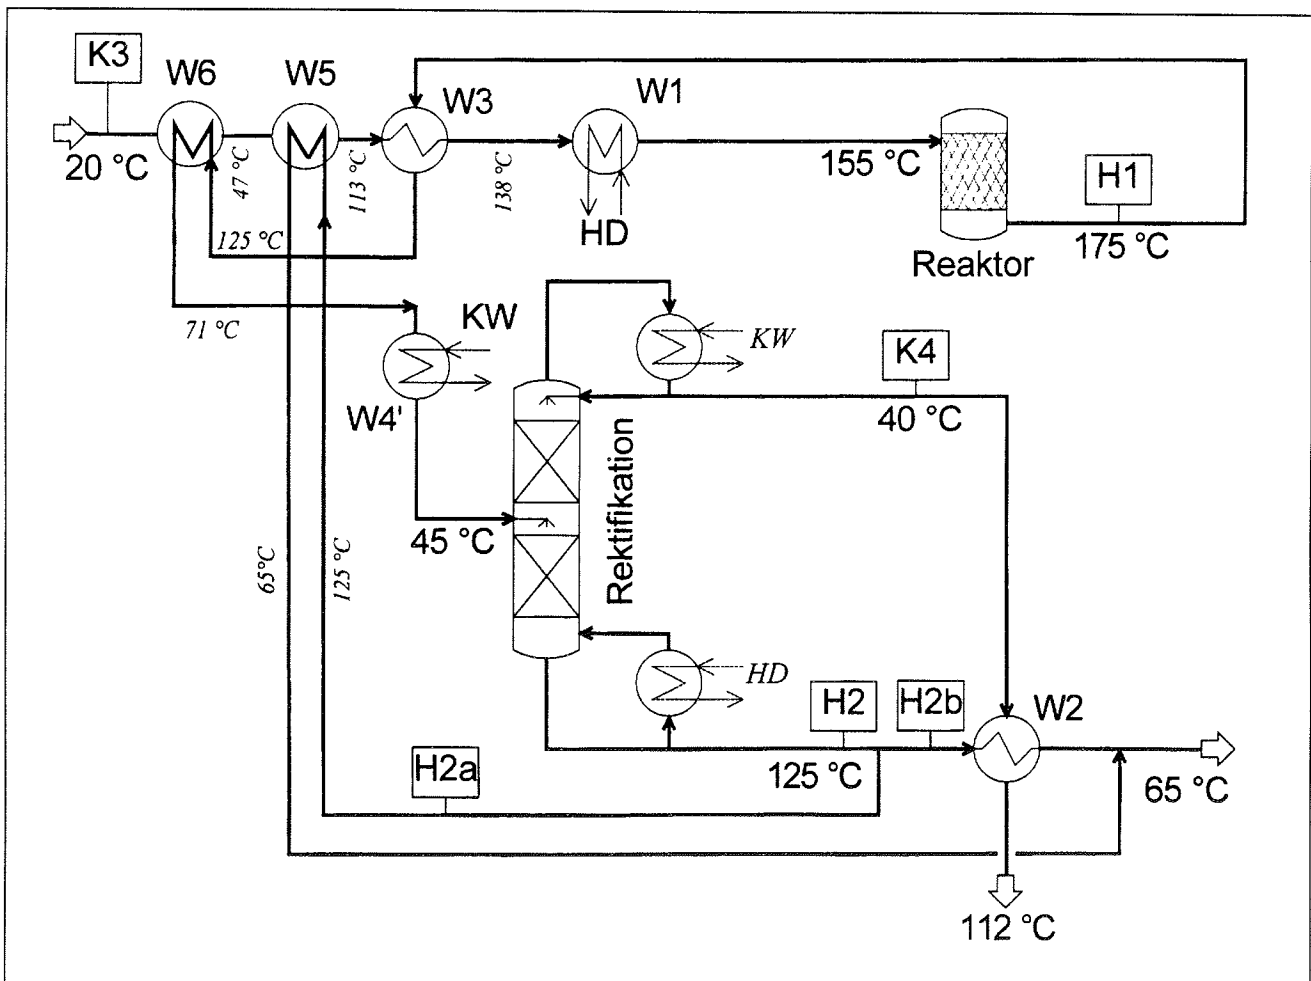 K3
W6
W5
W3
W1
20 °C
47 °C
113 °C
138 °C
155 °C
H1
175 °C
125 °C
HD
Reaktor
71 °C
KW
KW
K4
W4'
40 °C
Rektifikation
45 °C
65°C
125 °C
HD
H2
H2b
W2
H2a
125 °C
65 °C
112 °C